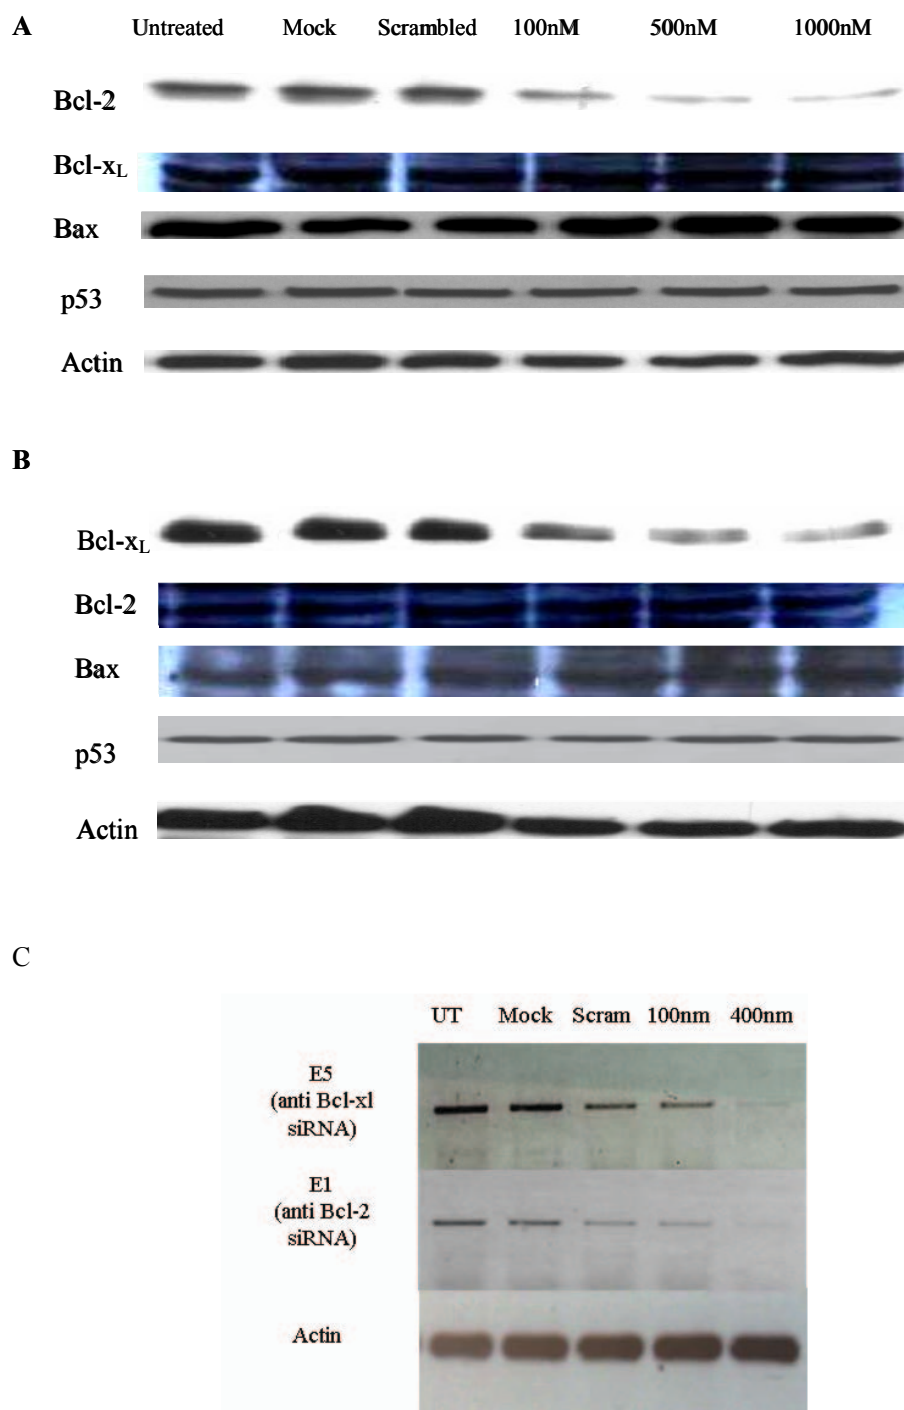 A
Untreated Mock Scrambled 100nM 500nM 1000nM
Bcl-2
Bcl-xL
Bax
p53
Actin
B
Bcl-xL
Bcl-2
Bax
p53
Actin
C
UT Mock Scram 100nm 400nm
E5
(anti Bcl-xl
siRNA)
E1
(anti Bcl-2
siRNA)
Actin